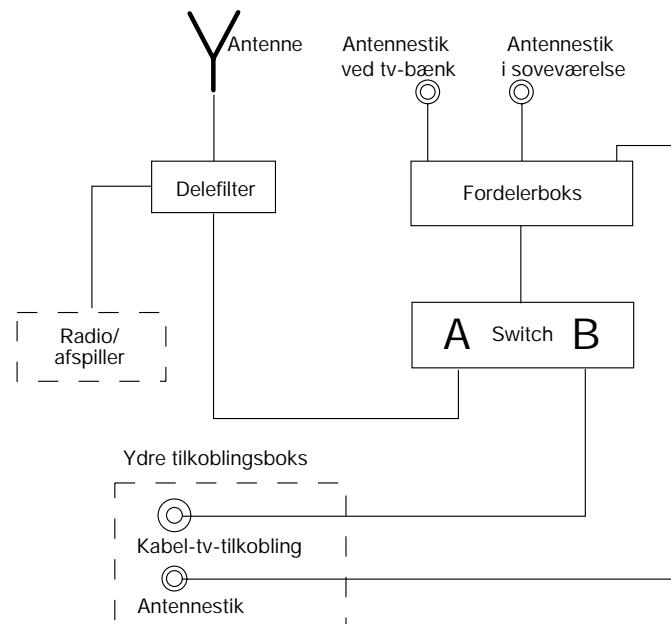 Antenne
Antennestik
ved tv-bænk
Antennestik
i soveværelse
Delefilter
Fordelerboks
Radio/
afspiller
A Switch B
Ydre tilkoblingsboks
Kabel-tv-tilkobling
Antennestik